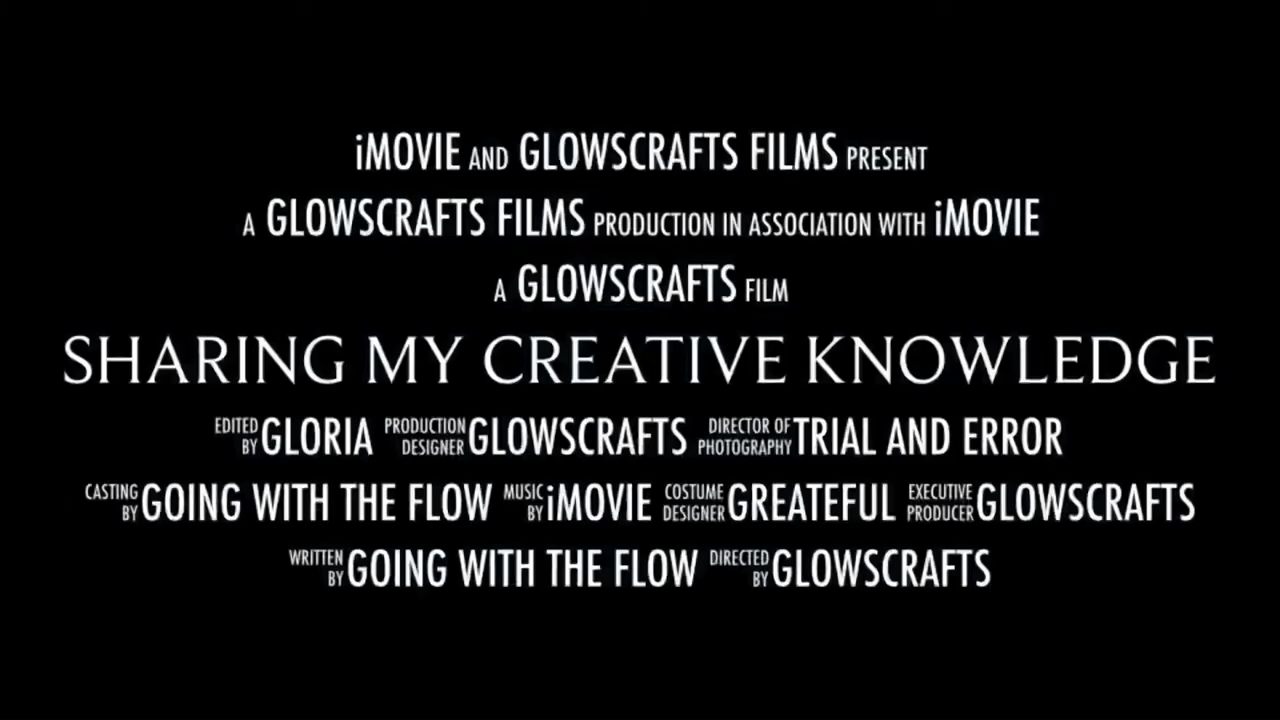 iMOVIE AND GLOWSCRAFTS FILMS PRESENT
A GLOWSCRAFTS FILMS PRODUCTION IN ASSOCIATION WITH iMOVIE
A GLOWSCRAFTS FILM
SHARING MY CREATIVE KNOWLEDGE
EDITED BY GLORIA PRODUCTION DESIGNER GLOWSCRAFTS DIRECTOR OF PHOTOGRAPHY TRIAL AND ERROR
CASTING BY GOING WITH THE FLOW MUSIC BY iMOVIE COSTUME DESIGNER GREATEFUL EXECUTIVE PRODUCER GLOWSCRAFTS
WRITTEN BY GOING WITH THE FLOW DIRECTED BY GLOWSCRAFTS